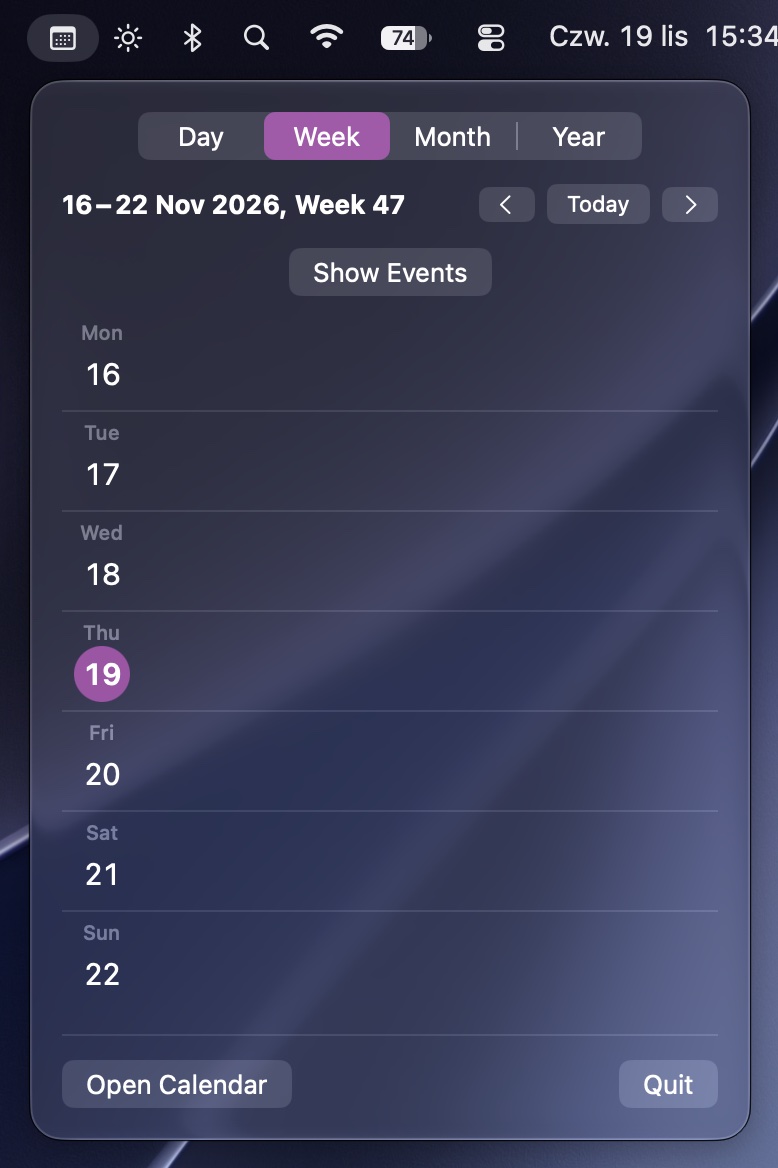 74 Czw. 19 lis 15:34
Day Week Month Year
16–22 Nov 2026, Week 47 Today
Show Events
Mon
16
Tue
17
Wed
18
Thu
19
Fri
20
Sat
21
Sun
22
Open Calendar Quit